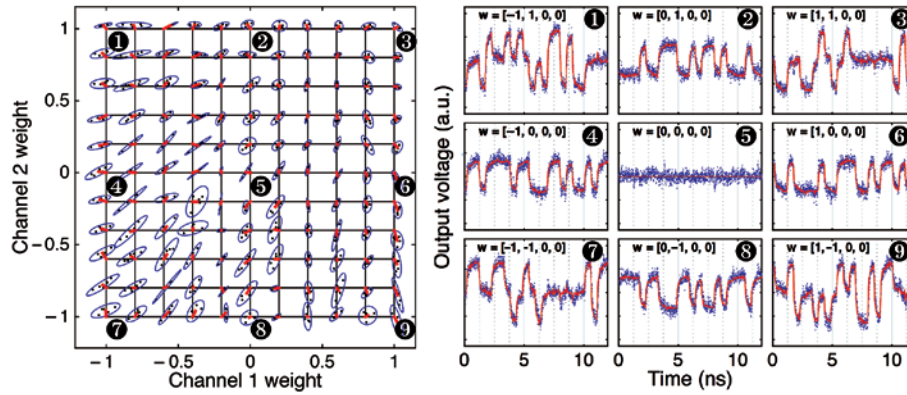 Channel 2 weight
1
0.5
0
−0.5
−1
−1
−0.5
0
0.5
1
Channel 1 weight
1
2
3
4
5
6
7
8
9
Output voltage (a.u.)
w = [-1, 1, 0, 0]
1
w = [0, 1, 0, 0]
2
w = [1, 1, 0, 0]
3
w = [-1, 0, 0, 0]
4
w = [0, 0, 0, 0]
5
w = [1, 0, 0, 0]
6
w = [-1, -1, 0, 0]
7
w = [0, -1, 0, 0]
8
w = [1, -1, 0, 0]
9
0 5 10
0 5 10
0 5 10
Time (ns)